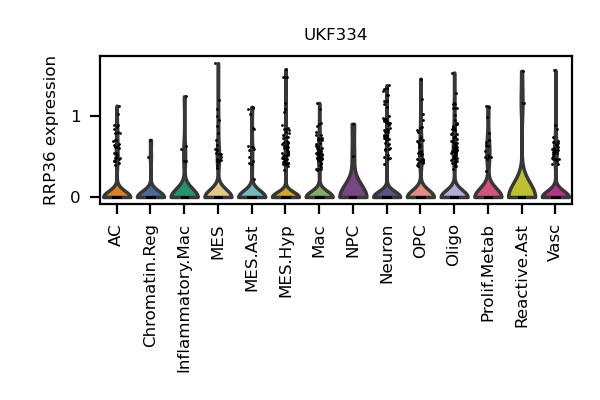 UKF334
RRP36 expression
1
0
AC
Chromatin.Reg
Inflammatory.Mac
MES
MES.Ast
MES.Hyp
Mac
NPC
Neuron
OPC
Oligo
Prolif.Metab
Reactive.Ast
Vasc